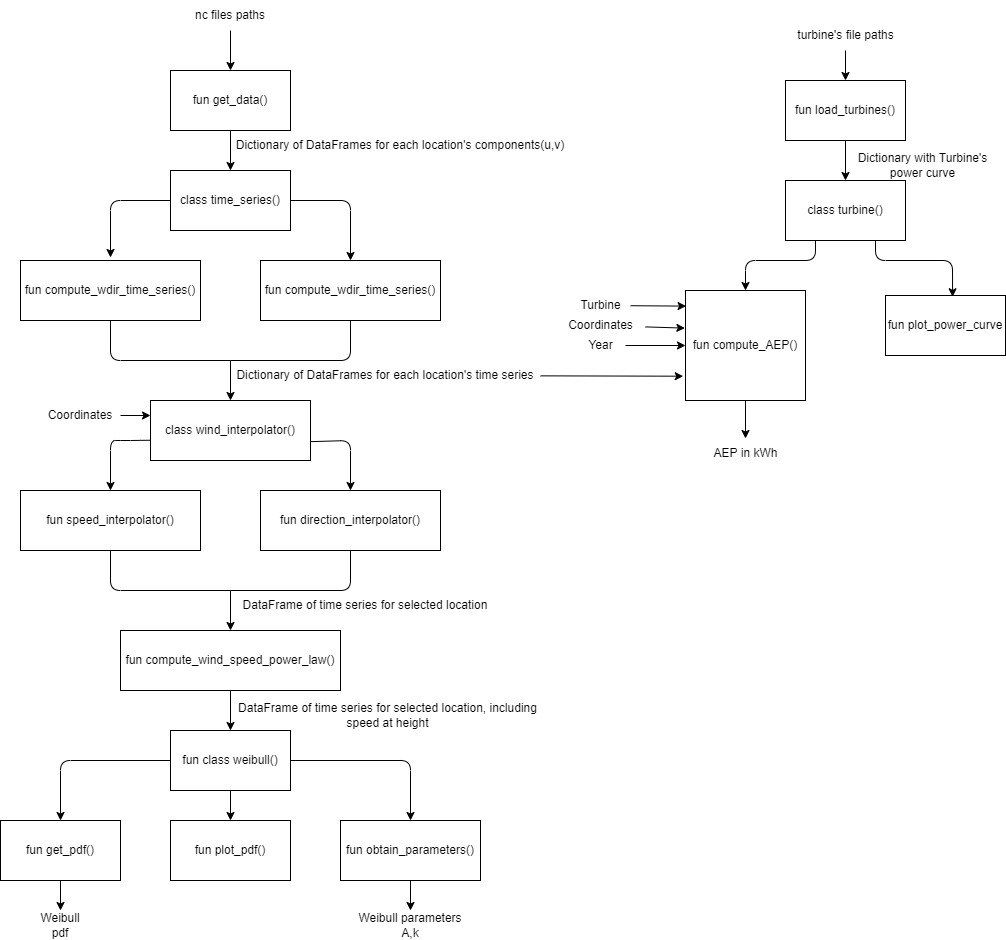 nc files paths
turbine's file paths
fun get_data()
fun load_turbines()
Dictionary of DataFrames for each location's components(u,v)
Dictionary with Turbine's
power curve
class time_series()
class turbine()
fun compute_wdir_time_series()
fun compute_wdir_time_series()
Turbine
Coordinates
Year
fun compute_AEP()
fun plot_power_curve
Dictionary of DataFrames for each location's time series
Coordinates
class wind_interpolator()
AEP in kWh
fun speed_interpolator()
fun direction_interpolator()
DataFrame of time series for selected location
fun compute_wind_speed_power_law()
DataFrame of time series for selected location, including
speed at height
fun class weibull()
fun get_pdf()
fun plot_pdf()
fun obtain_parameters()
Weibull
pdf
Weibull parameters
A,k